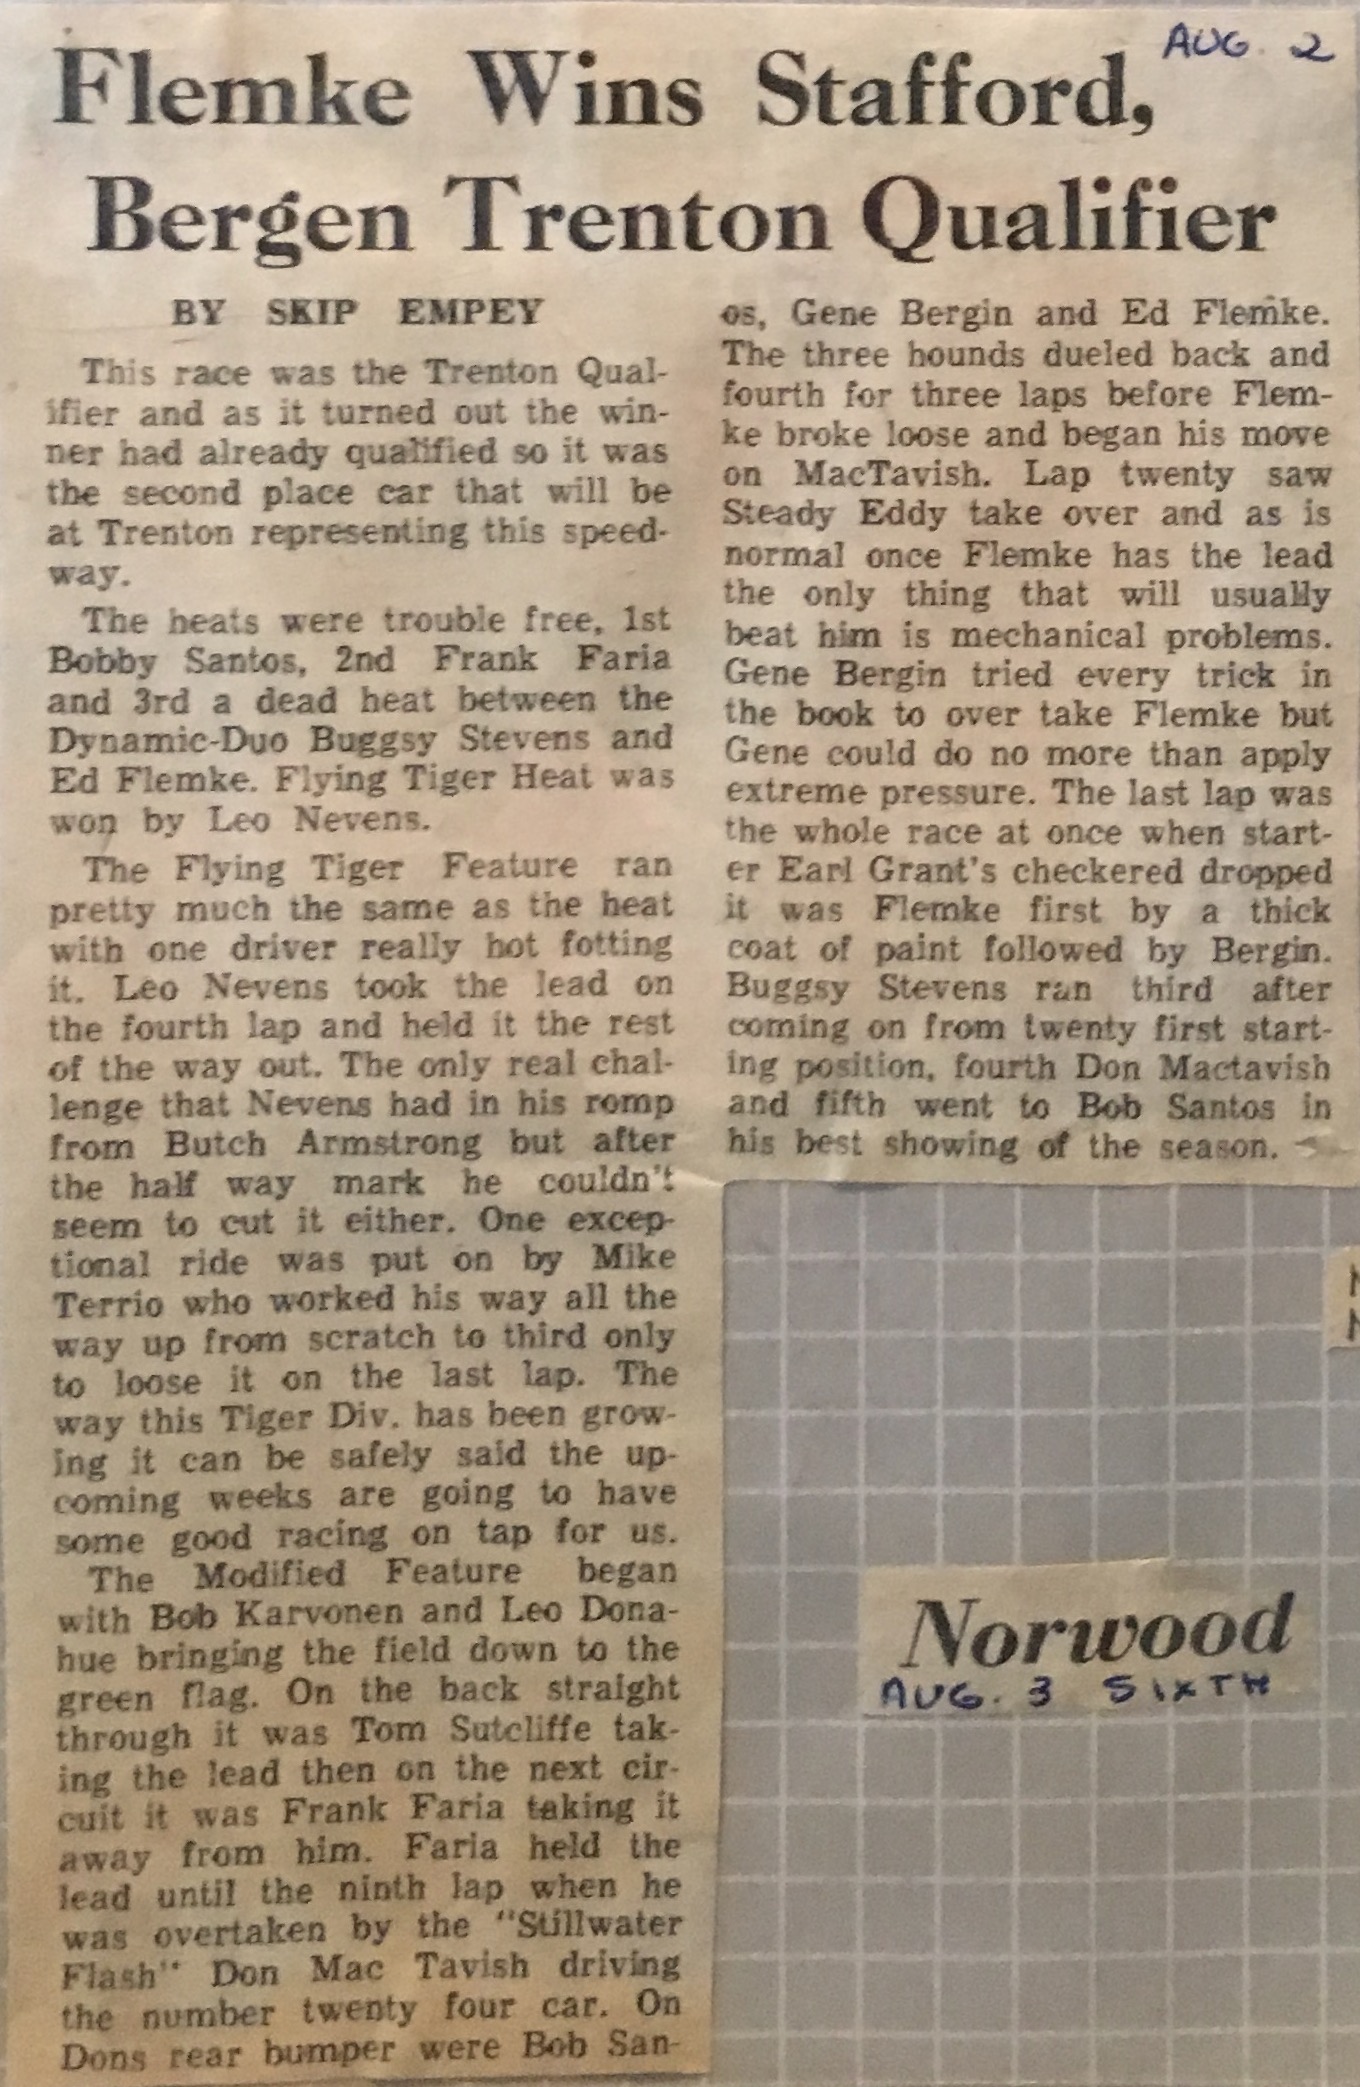 AUG. 2
Flemke Wins Stafford,
Bergen Trenton Qualifier
BY SKIP EMPEY
This race was the Trenton Qual-
ifier and as it turned out the win-
ner had already qualified so it was
the second place car that will be
at Trenton representing this speed-
way.
The heats were trouble free, 1st
Bobby Santos, 2nd Frank Faria
and 3rd a dead heat between the
Dynamic-Duo Buggsy Stevens and
Ed Flemke. Flying Tiger Heat was
won by Leo Nevens.
The Flying Tiger Feature ran
pretty much the same as the heat
with one driver really hot fotting
it. Leo Nevens took the lead on
the fourth lap and held it the rest
of the way out. The only real chal-
lenge that Nevens had in his romp
from Butch Armstrong but after
the half way mark he couldn't
seem to cut it either. One excep-
tional ride was put on by Mike
Terrio who worked his way all the
way up from scratch to third only
to loose it on the last lap. The
way this Tiger Div. has been grow-
ing it can be safely said the up-
coming weeks are going to have
some good racing on tap for us.
The Modified Feature began
with Bob Karvonen and Leo Dona-
hue bringing the field down to the
green flag. On the back straight
through it was Tom Sutcliffe tak-
ing the lead then on the next cir-
cuit it was Frank Faria taking it
away from him. Faria held the
lead until the ninth lap when he
was overtaken by the "Stillwater
Flash" Don Mac Tavish driving
the number twenty four car. On
Dons rear bumper were Bob San-
os, Gene Bergin and Ed Flemke.
The three hounds dueled back and
fourth for three laps before Flem-
ke broke loose and began his move
on MacTavish. Lap twenty saw
Steady Eddy take over and as is
normal once Flemke has the lead
the only thing that will usually
beat him is mechanical problems.
Gene Bergin tried every trick in
the book to over take Flemke but
Gene could do no more than apply
extreme pressure. The last lap was
the whole race at once when start-
er Earl Grant's checkered dropped
it was Flemke first by a thick
coat of paint followed by Bergin.
Buggsy Stevens ran third after
coming on from twenty first start-
ing position, fourth Don Mactavish
and fifth went to Bob Santos in
his best showing of the season.
Norwood
AUG. 3 SIXTH